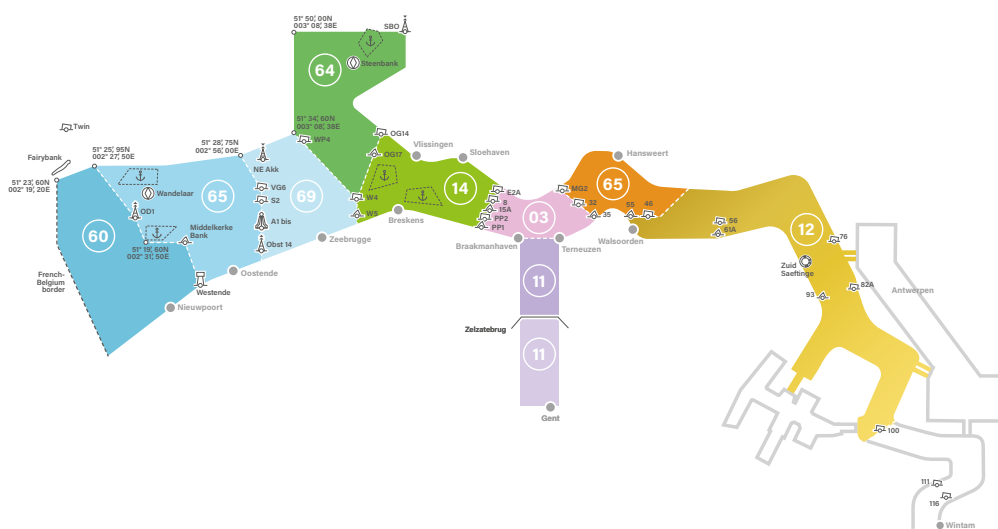 51° 50,' 00N
003° 08,' 38E
SBO
Steenbank
64
Twin
51° 34,' 60N
003° 08,' 38E
WP4
OG14
51° 25,' 95N
002° 27,' 50E
51° 28,' 75N
002° 56,' 00E
OG17
Vlissingen
Sloehaven
Hansweert
Fairybank
NE Akk
51° 23,' 60N
002° 19,' 20E
Wandelaar
65
VG6
S2
69
W4
W5
14
E2A
8
15A
PP2
PP1
MG2
32
35
65
55
46
OD1
A1 bis
Breskens
03
56
61A
12
76
60
Middelkerke
Bank
Obst 14
Zeebrugge
Braakmanhaven
Terneuzen
Walsoorden
51° 19,' 60N
002° 31,' 50E
Zuid
Saeftinge
French-
Belgium
border
Oostende
Westende
11
93
82A
Antwerpen
Nieuwpoort
Zelzatebrug
11
Gent
100
111
116
Wintam